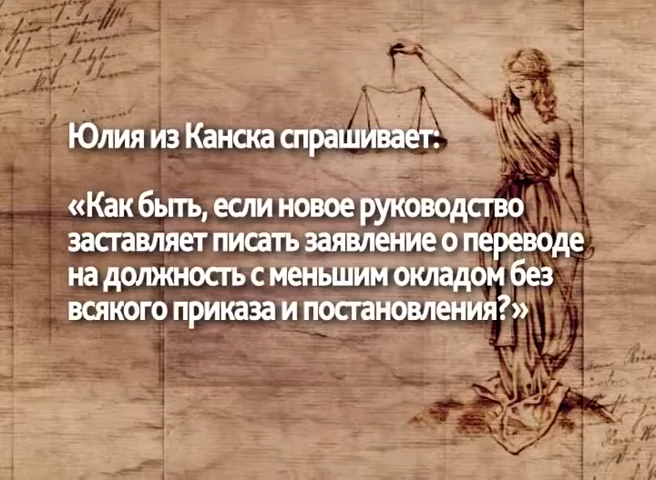 Юлия из Канска спрашивает:
«Как быть, если новое руководство
заставляет писать заявление о переводе
на должность с меньшим окладом без
всякого приказа и постановления?»